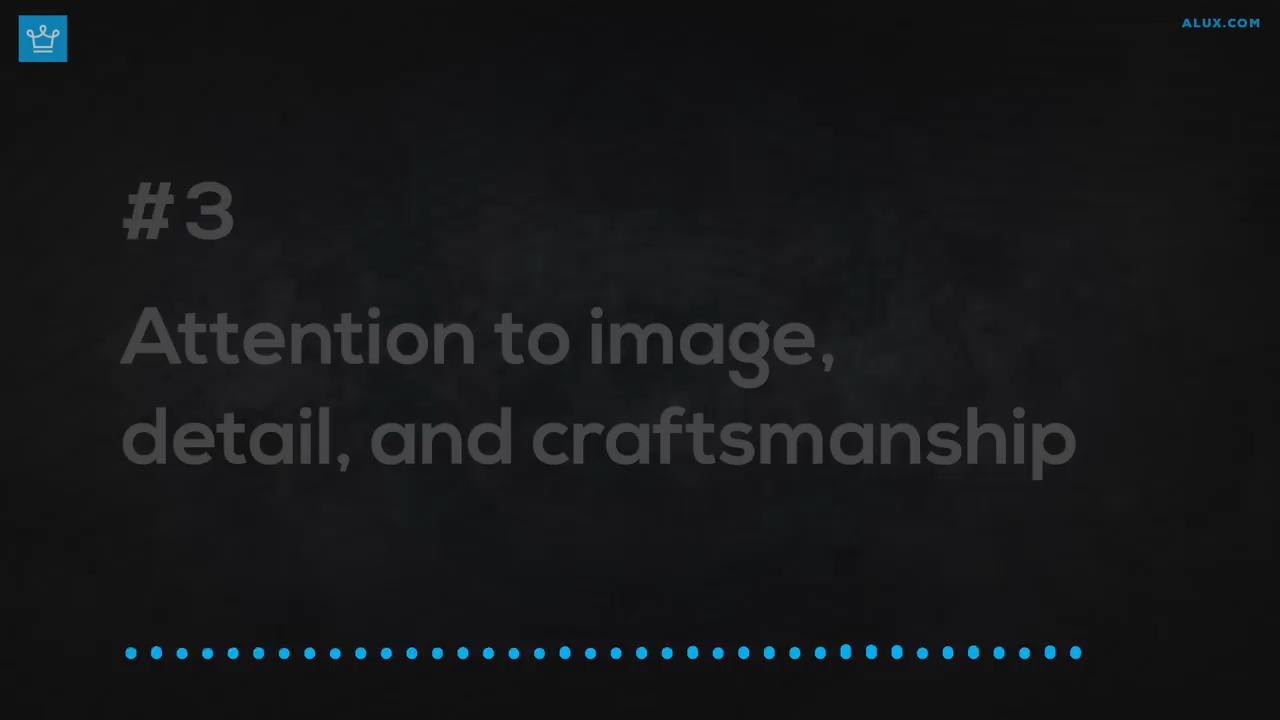 ALUX.COM
#3
Attention to image,
detail, and craftsmanship